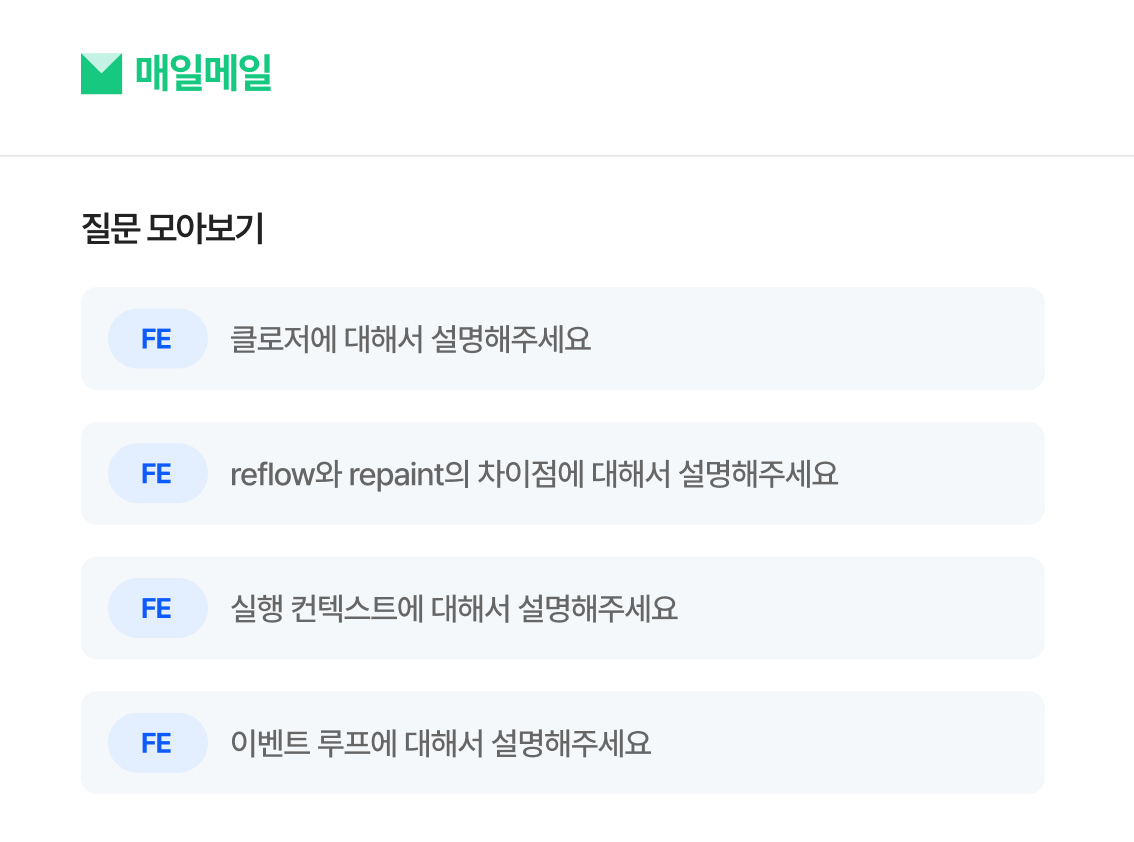 매일메일
질문 모아보기
FE 클로저에 대해서 설명해주세요
FE reflow와 repaint의 차이점에 대해서 설명해주세요
FE 실행 컨텍스트에 대해서 설명해주세요
FE 이벤트 루프에 대해서 설명해주세요